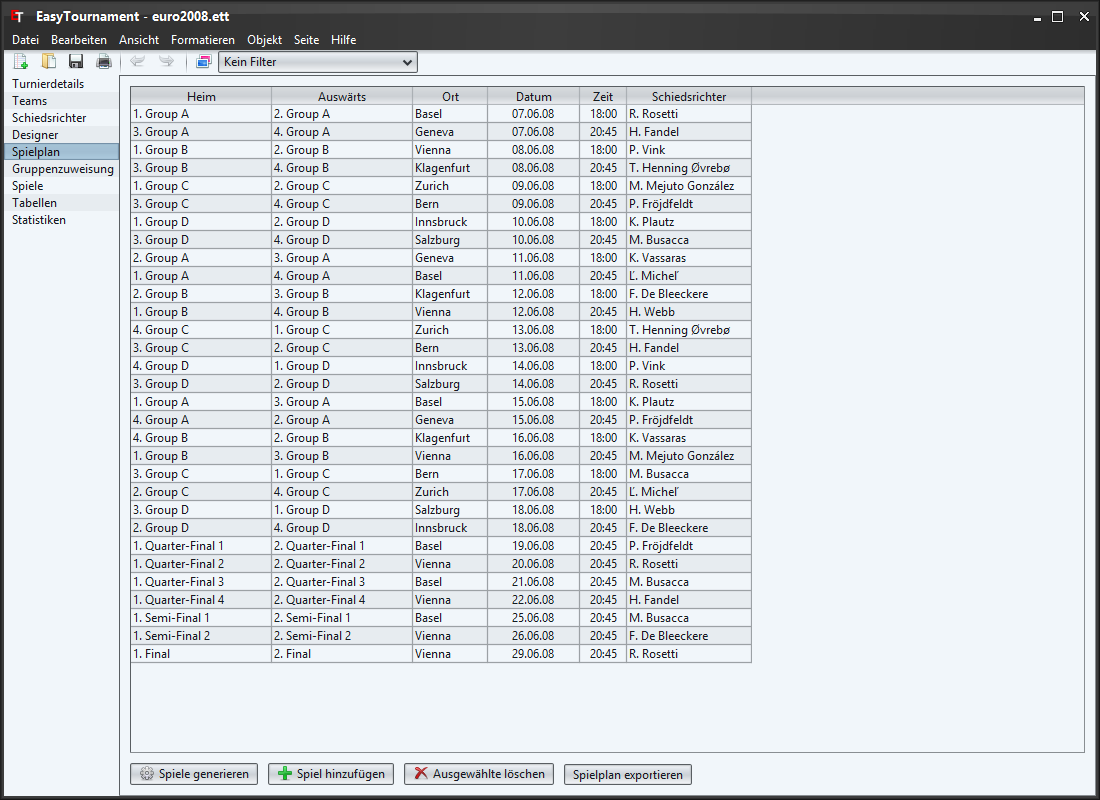 EasyTournament - euro2008.ett
Datei Bearbeiten Ansicht Formatieren Objekt Seite Hilfe
Kein Filter
Turnierdetails
Teams
Schiedsrichter
Designer
Spielplan
Gruppenzuweisung
Spiele
Tabellen
Statistiken
Heim Auswärts Ort Datum Zeit Schiedsrichter
1. Group A 2. Group A Basel 07.06.08 18:00 R. Rosetti
3. Group A 4. Group A Geneva 07.06.08 20:45 H. Fandel
1. Group B 2. Group B Vienna 08.06.08 18:00 P. Vink
3. Group B 4. Group B Klagenfurt 08.06.08 20:45 T. Henning Øvrebø
1. Group C 2. Group C Zurich 09.06.08 18:00 M. Mejuto González
3. Group C 4. Group C Bern 09.06.08 20:45 P. Fröjdfeldt
1. Group D 2. Group D Innsbruck 10.06.08 18:00 K. Plautz
3. Group D 4. Group D Salzburg 10.06.08 20:45 M. Busacca
2. Group A 3. Group A Geneva 11.06.08 18:00 K. Vassaras
1. Group A 4. Group A Basel 11.06.08 20:45 Ľ. Micheľ
2. Group B 3. Group B Klagenfurt 12.06.08 18:00 F. De Bleeckere
1. Group B 4. Group B Vienna 12.06.08 20:45 H. Webb
4. Group C 1. Group C Zurich 13.06.08 18:00 T. Henning Øvrebø
3. Group C 2. Group C Bern 13.06.08 20:45 H. Fandel
4. Group D 1. Group D Innsbruck 14.06.08 18:00 P. Vink
3. Group D 2. Group D Salzburg 14.06.08 20:45 R. Rosetti
1. Group A 3. Group A Basel 15.06.08 18:00 K. Plautz
4. Group A 2. Group A Geneva 15.06.08 20:45 P. Fröjdfeldt
4. Group B 2. Group B Klagenfurt 16.06.08 18:00 K. Vassaras
1. Group B 3. Group B Vienna 16.06.08 20:45 M. Mejuto González
3. Group C 1. Group C Bern 17.06.08 18:00 M. Busacca
2. Group C 4. Group C Zurich 17.06.08 20:45 Ľ. Micheľ
3. Group D 1. Group D Salzburg 18.06.08 18:00 H. Webb
2. Group D 4. Group D Innsbruck 18.06.08 20:45 F. De Bleeckere
1. Quarter-Final 1 2. Quarter-Final 1 Basel 19.06.08 20:45 P. Fröjdfeldt
1. Quarter-Final 2 2. Quarter-Final 2 Vienna 20.06.08 20:45 R. Rosetti
1. Quarter-Final 3 2. Quarter-Final 3 Basel 21.06.08 20:45 M. Busacca
1. Quarter-Final 4 2. Quarter-Final 4 Vienna 22.06.08 20:45 H. Fandel
1. Semi-Final 1 2. Semi-Final 1 Basel 25.06.08 20:45 M. Busacca
1. Semi-Final 2 2. Semi-Final 2 Vienna 26.06.08 20:45 F. De Bleeckere
1. Final 2. Final Vienna 29.06.08 20:45 R. Rosetti
Spiele generieren Spiel hinzufügen Ausgewählte löschen Spielplan exportieren